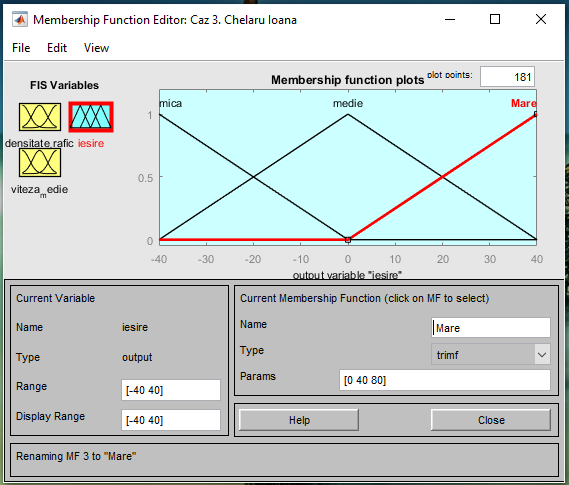 Membership Function Editor: Caz 3. Chelaru Ioana
File Edit View
FIS Variables
densitate
rafic
iesire
viteza_medie
Membership function plots
plot points:
181
mica
medie
Mare
1
0.5
0
-40 -30 -20 -10 0 10 20 30 40
output variable "iesire"
Current Variable
Name iesire
Type output
Range [-40 40]
Display Range [-40 40]
Current Membership Function (click on MF to select)
Name Mare
Type trimf
Params [0 40 80]
Help Close
Renaming MF 3 to "Mare"